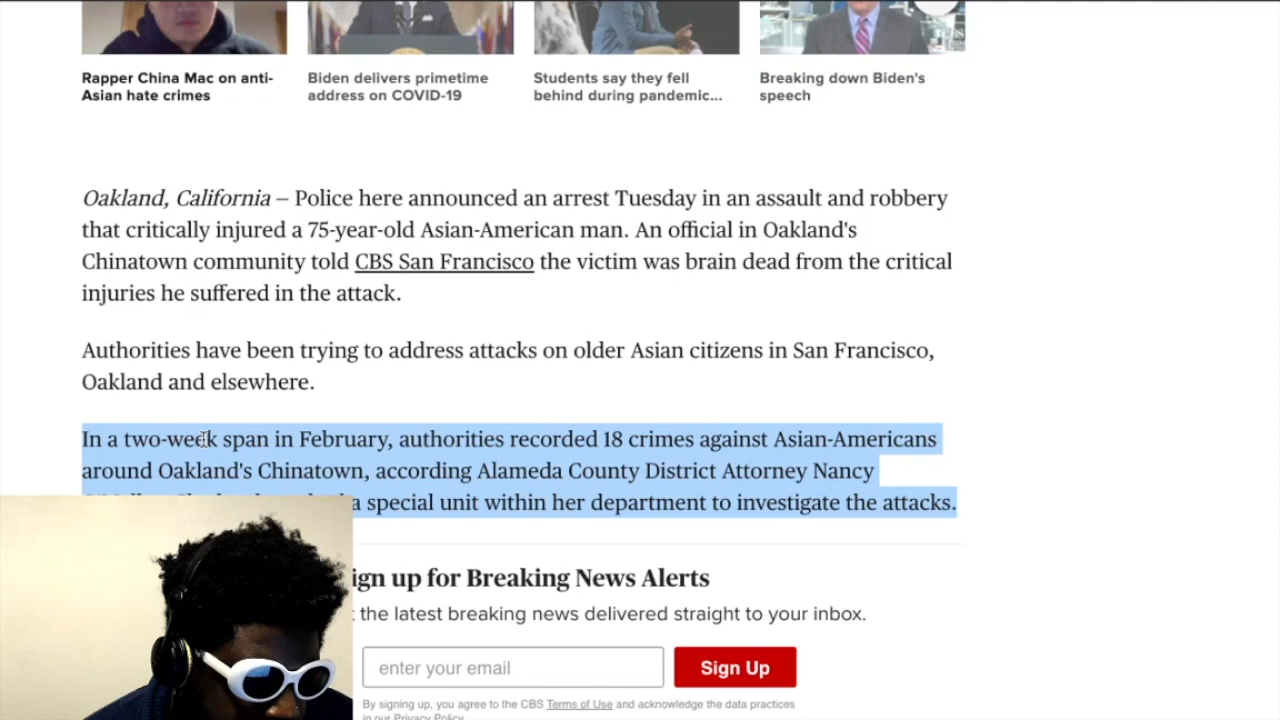 Rapper China Mac on anti-
Asian hate crimes
Biden delivers primetime
address on COVID-19
Students say they fell
behind during pandemic...
Breaking down Biden's
speech
Oakland, California — Police here announced an arrest Tuesday in an assault and robbery
that critically injured a 75-year-old Asian-American man. An official in Oakland's
Chinatown community told CBS San Francisco the victim was brain dead from the critical
injuries he suffered in the attack.
Authorities have been trying to address attacks on older Asian citizens in San Francisco,
Oakland and elsewhere.
In a two-week span in February, authorities recorded 18 crimes against Asian-Americans
around Oakland's Chinatown, according Alameda County District Attorney Nancy
a special unit within her department to investigate the attacks.
ign up for Breaking News Alerts
the latest breaking news delivered straight to your inbox.
enter your email
Sign Up
By signing up, you agree to the CBS Terms of Use and acknowledge the data practices
in our Privacy Policy